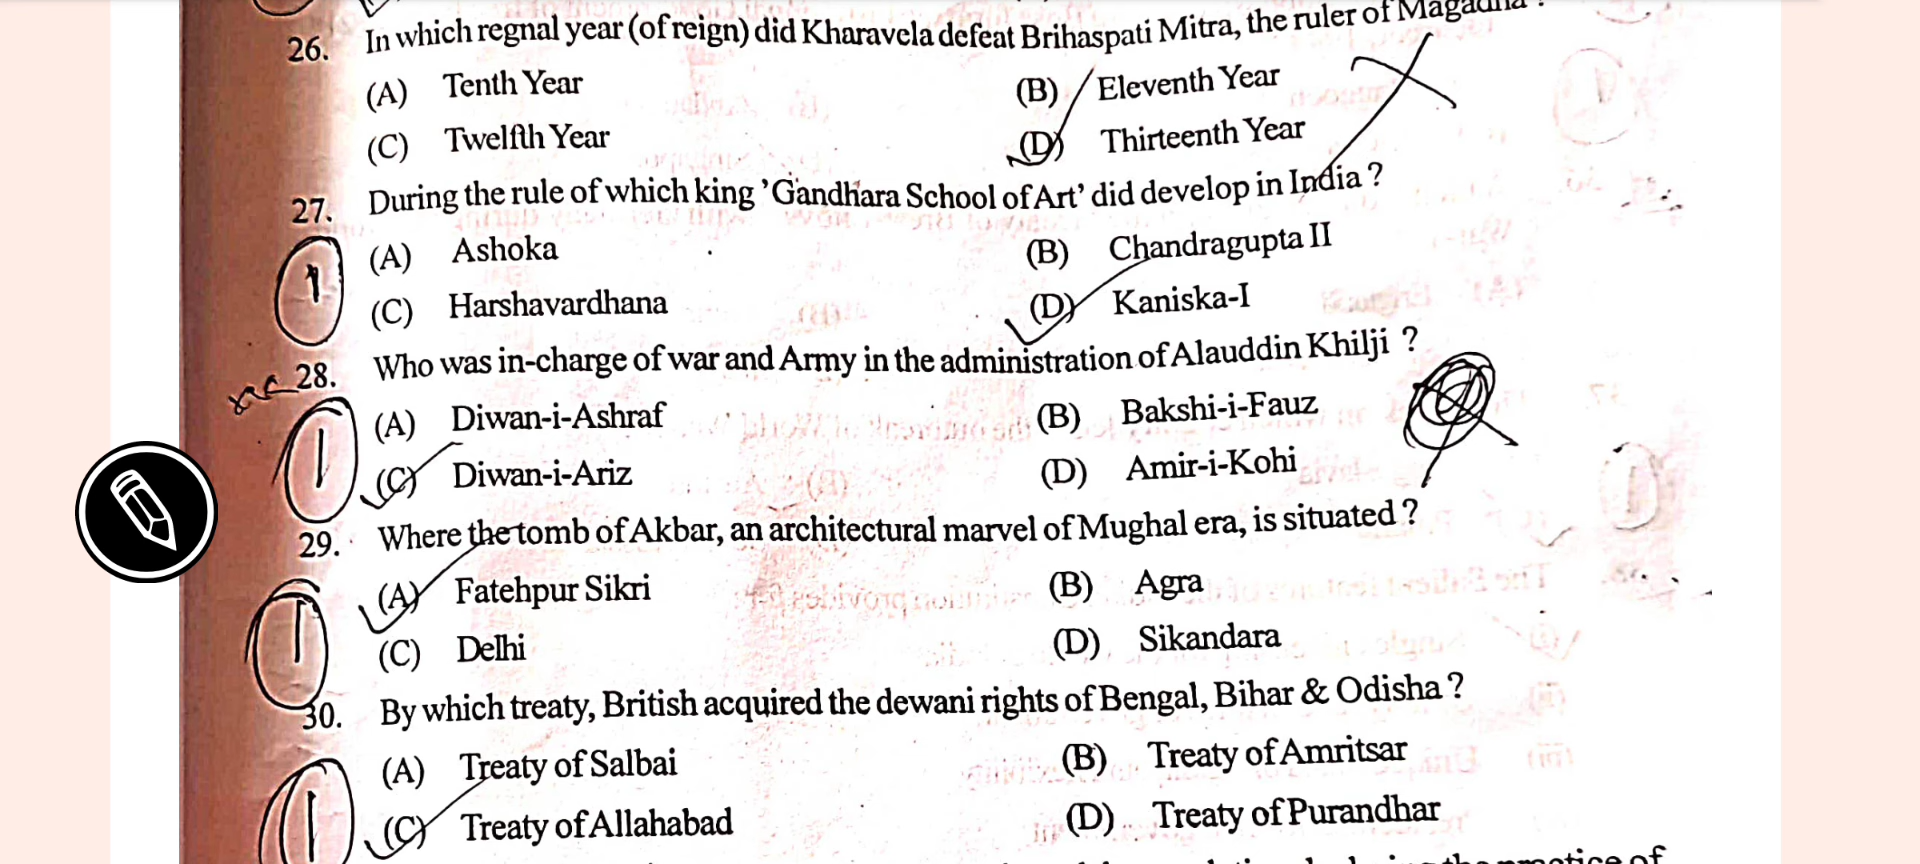 26. In which regnal year (of reign) did Kharavela defeat Brihaspati Mitra, the ruler of Magadha ?
(A) Tenth Year (B) Eleventh Year
(C) Twelfth Year (D) Thirteenth Year
27. During the rule of which king 'Gandhara School of Art' did develop in India ?
(A) Ashoka (B) Chandragupta II
1
(C) Harshavardhana (D) Kaniska-I
28. Who was in-charge of war and Army in the administration of Alauddin Khilji ?
(A) Diwan-i-Ashraf (B) Bakshi-i-Fauz
1
(C) Diwan-i-Ariz (D) Amir-i-Kohi
29. Where the tomb of Akbar, an architectural marvel of Mughal era, is situated ?
(A) Fatehpur Sikri (B) Agra
1
(C) Delhi (D) Sikandara
30. By which treaty, British acquired the dewani rights of Bengal, Bihar & Odisha ?
(A) Treaty of Salbai (B) Treaty of Amritsar
1
(C) Treaty of Allahabad (D) Treaty of Purandhar